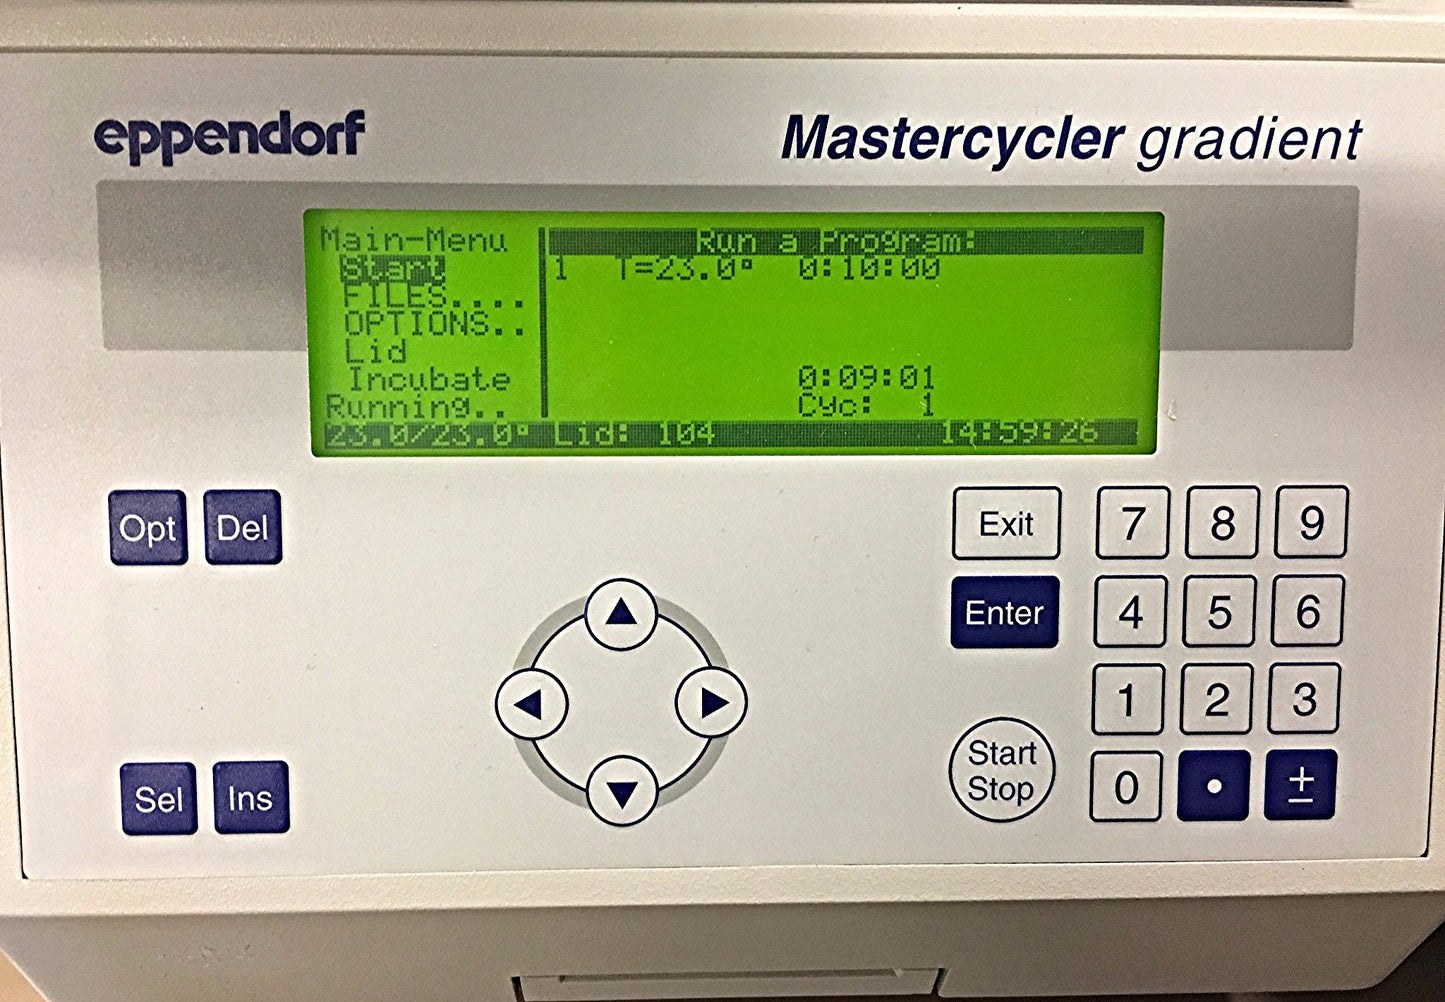 eppendorf
Mastercycler gradient
Main-Menu
Run a Program:
Start
1 T=23.0° 0:10:00
FILES....
OPTIONS..
Lid
Incubate
0:09:01
Running..
Cyc: 1
23.0/23.0° Lid: 104 14:59:26
Opt Del
Exit 7 8 9
Enter 4 5 6
1 2 3
Start
Stop
0 • ±
Sel Ins